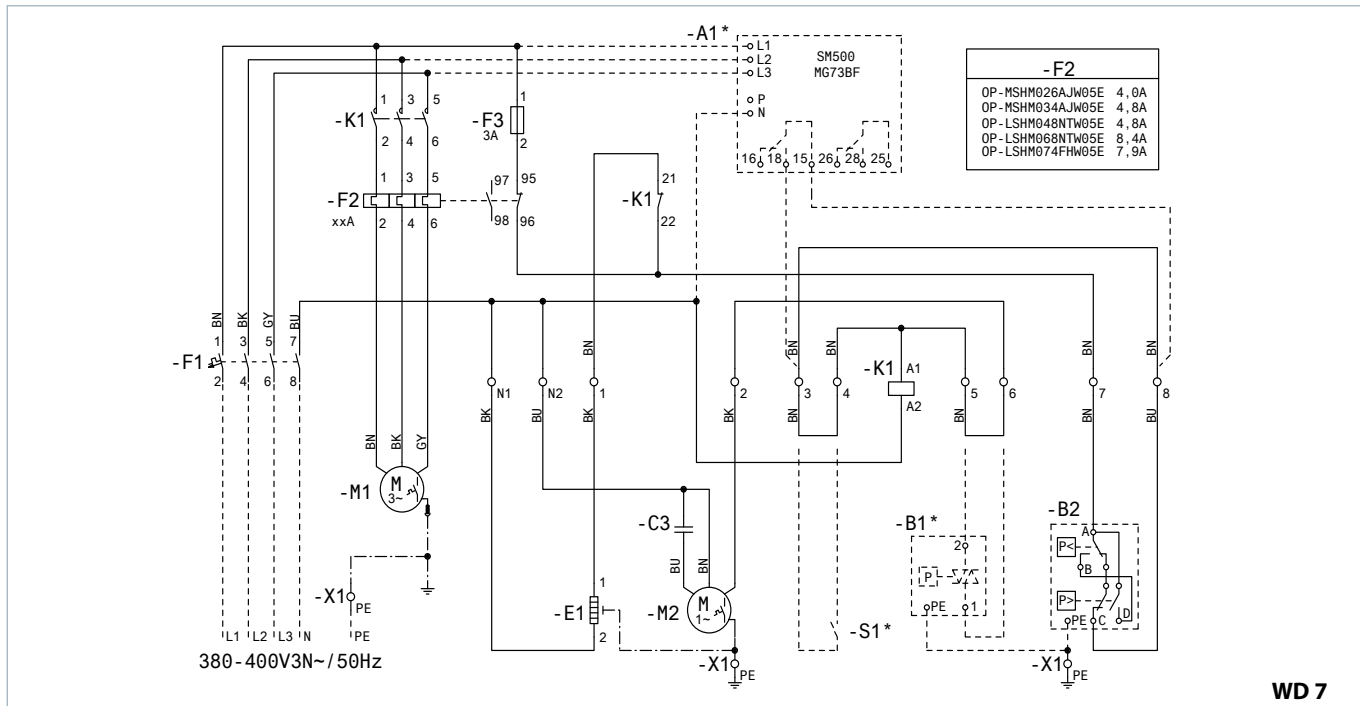 -A1*
L1
L2
L3
P
N
SM500
MG73BF
16 18 15 26 28 25
-F2
OP-MSHM026AJW05E 4,0A
OP-MSHM034AJW05E 4,8A
OP-LSHM048NTW05E 4,8A
OP-LSHM068NTW05E 8,4A
OP-LSHM074FHW05E 7,9A
1 3 5
-K1
2 4 6
1
-F3
3A
2
1 3 5
-F2
xxA
2 4 6
97 95
98 96
21
-K1
22
BN BK GY BU
1 3 5 7
-F1
2 4 6 8
BN BN BN BN BN BN
N1 N2 1 2 3 4
-K1 A1
A2
5 6 7 8
BK BU BK BK BN BN BN BU
BN BK GY
-M1
M
3~
-X1
PE
L1 L2 L3 N PE
380-400V3N~/50Hz
-C3
BU BN
1
-E1
2
-M2
M
1~
-X1
PE
-S1*
-B1*
2
P
PE 1
-B2
A
P<
B
P>
PE C D
-X1
PE
WD 7